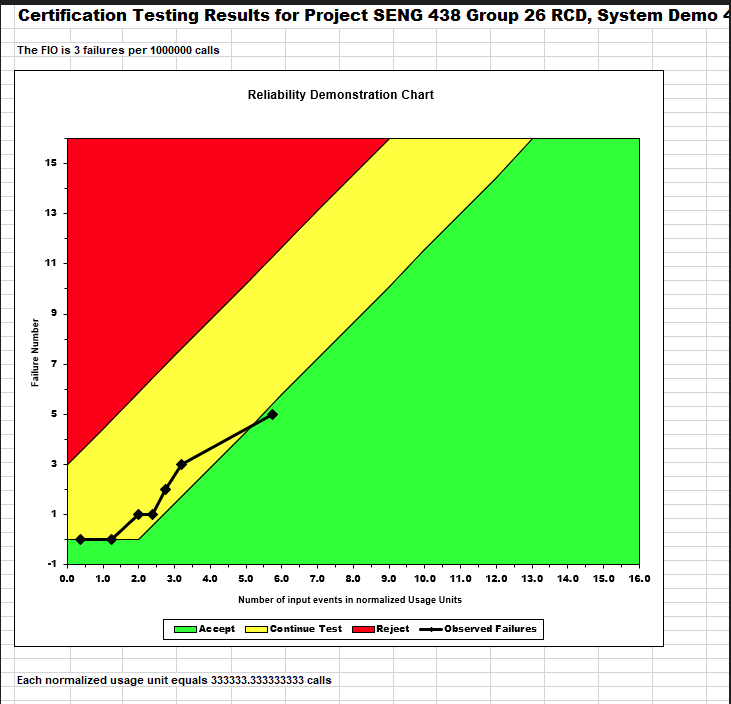 Certification Testing Results for Project SENG 438 Group 26 RCD, System Demo 4
The FIO is 3 failures per 1000000 calls
Reliability Demonstration Chart
15
13
11
9
7
5
3
1
-1
Failure Number
0.0 1.0 2.0 3.0 4.0 5.0 6.0 7.0 8.0 9.0 10.0 11.0 12.0 13.0 14.0 15.0 16.0
Number of input events in normalized Usage Units
Accept Continue Test Reject Observed Failures
Each normalized usage unit equals 333333.333333333 calls